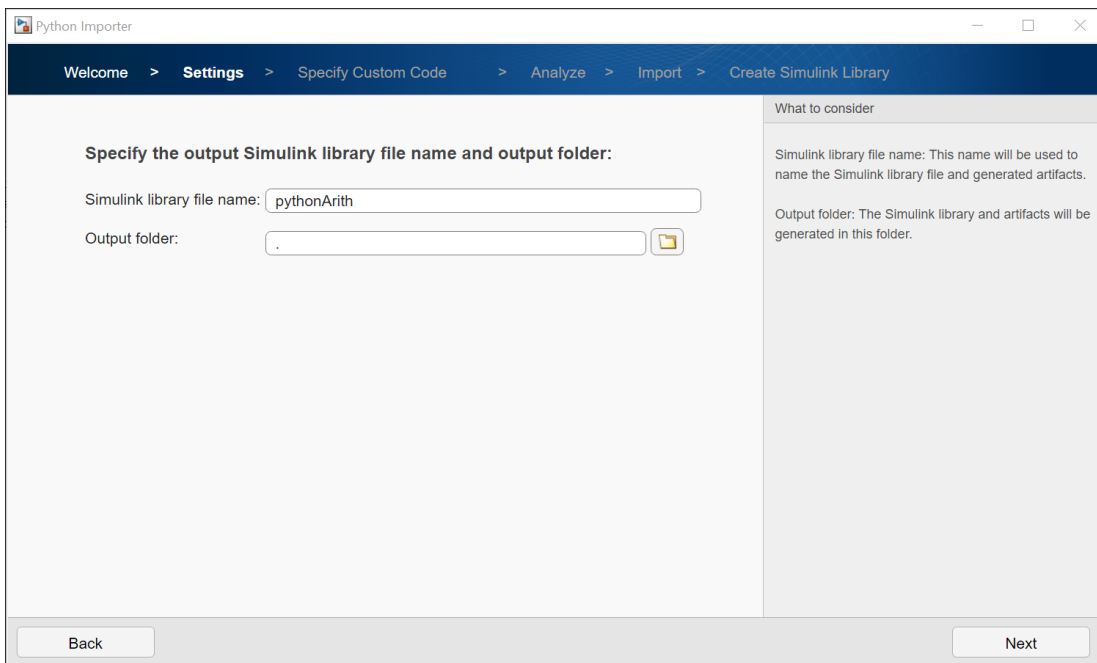 Python Importer
Welcome > Settings > Specify Custom Code > Analyze > Import > Create Simulink Library
What to consider
Specify the output Simulink library file name and output folder:
Simulink library file name: pythonArith
Output folder: .
Simulink library file name: This name will be used to
name the Simulink library file and generated artifacts.
Output folder: The Simulink library and artifacts will be
generated in this folder.
Back
Next